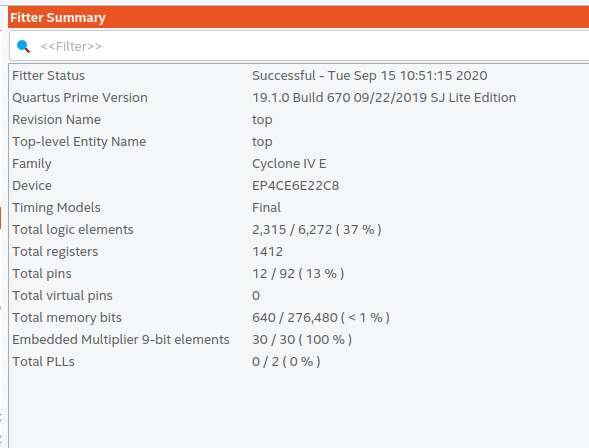 Fitter Summary
<<Filter>>
Fitter Status Successful - Tue Sep 15 10:51:15 2020
Quartus Prime Version 19.1.0 Build 670 09/22/2019 SJ Lite Edition
Revision Name top
Top-level Entity Name top
Family Cyclone IV E
Device EP4CE6E22C8
Timing Models Final
Total logic elements 2,315 / 6,272 ( 37 % )
Total registers 1412
Total pins 12 / 92 ( 13 % )
Total virtual pins 0
Total memory bits 640 / 276,480 ( < 1 % )
Embedded Multiplier 9-bit elements 30 / 30 ( 100 % )
Total PLLs 0 / 2 ( 0 % )